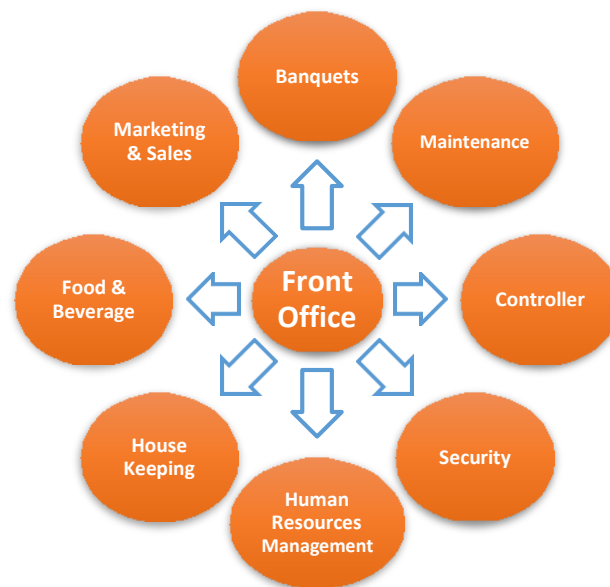 Banquets
Marketing
& Sales
Maintenance
Food &
Beverage
Front
Office
Controller
House
Keeping
Security
Human
Resources
Management